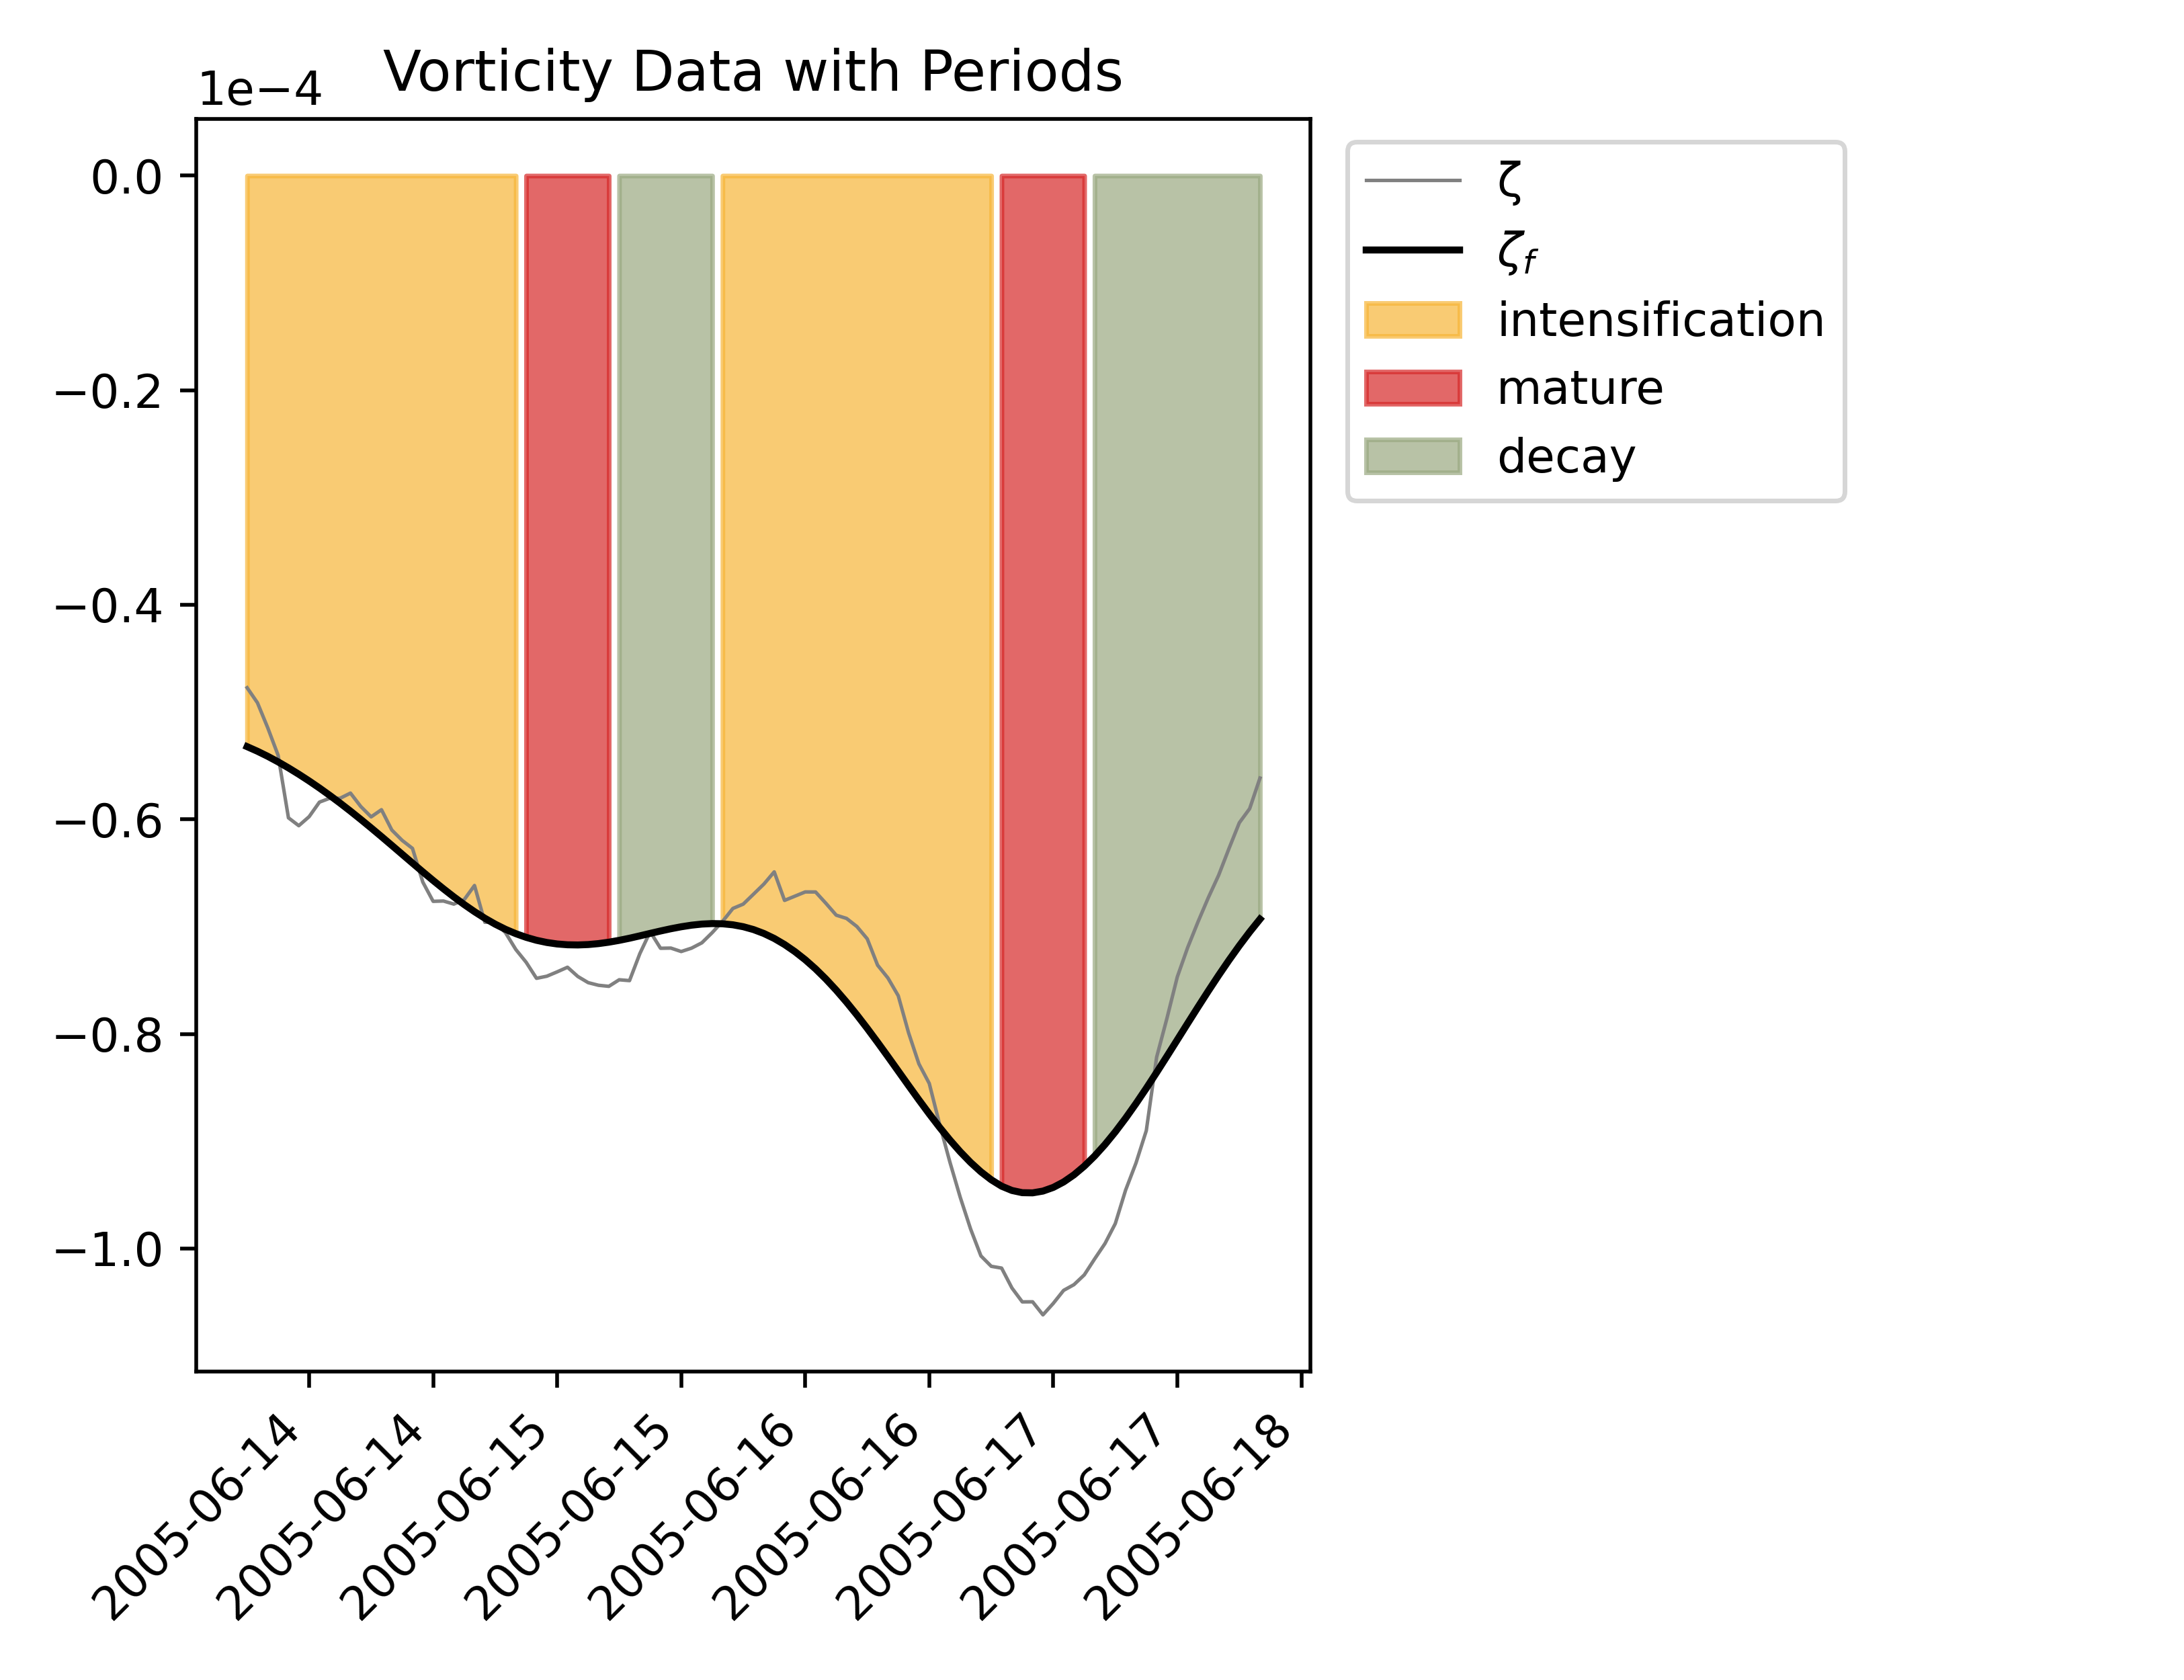 Vorticity Data with Periods
1e−4
0.0
−0.2
−0.4
−0.6
−0.8
−1.0
2005-06-14
2005-06-14
2005-06-15
2005-06-15
2005-06-16
2005-06-16
2005-06-17
2005-06-17
2005-06-18
ζ
ζf
intensification
mature
decay